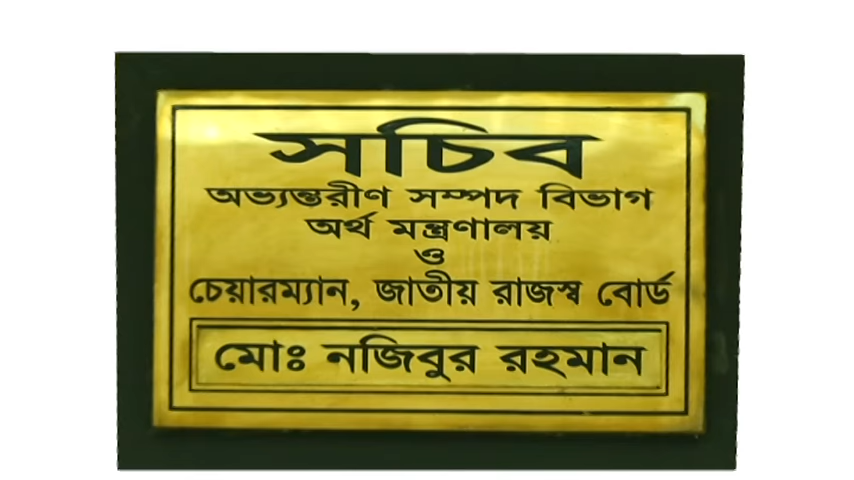 সচিব
অভ্যন্তরীণ সম্পদ বিভাগ
অর্থ মন্ত্রণালয়
ও
চেয়ারম্যান, জাতীয় রাজস্ব বোর্ড
মোঃ নজিবুর রহমান